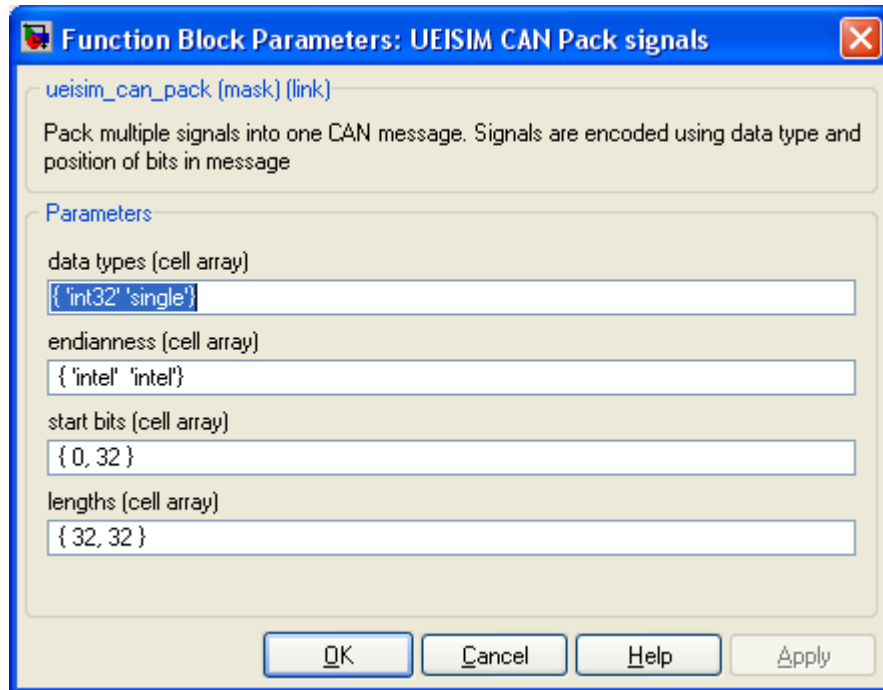 Function Block Parameters: UEISIM CAN Pack signals
ueisim_can_pack (mask) (link)
Pack multiple signals into one CAN message. Signals are encoded using data type and
position of bits in message
Parameters
data types (cell array)
{ 'int32' 'single'}
endianness (cell array)
{ 'intel'  'intel'}
start bits (cell array)
{ 0, 32 }
lengths (cell array)
{ 32, 32 }
OK Cancel Help Apply